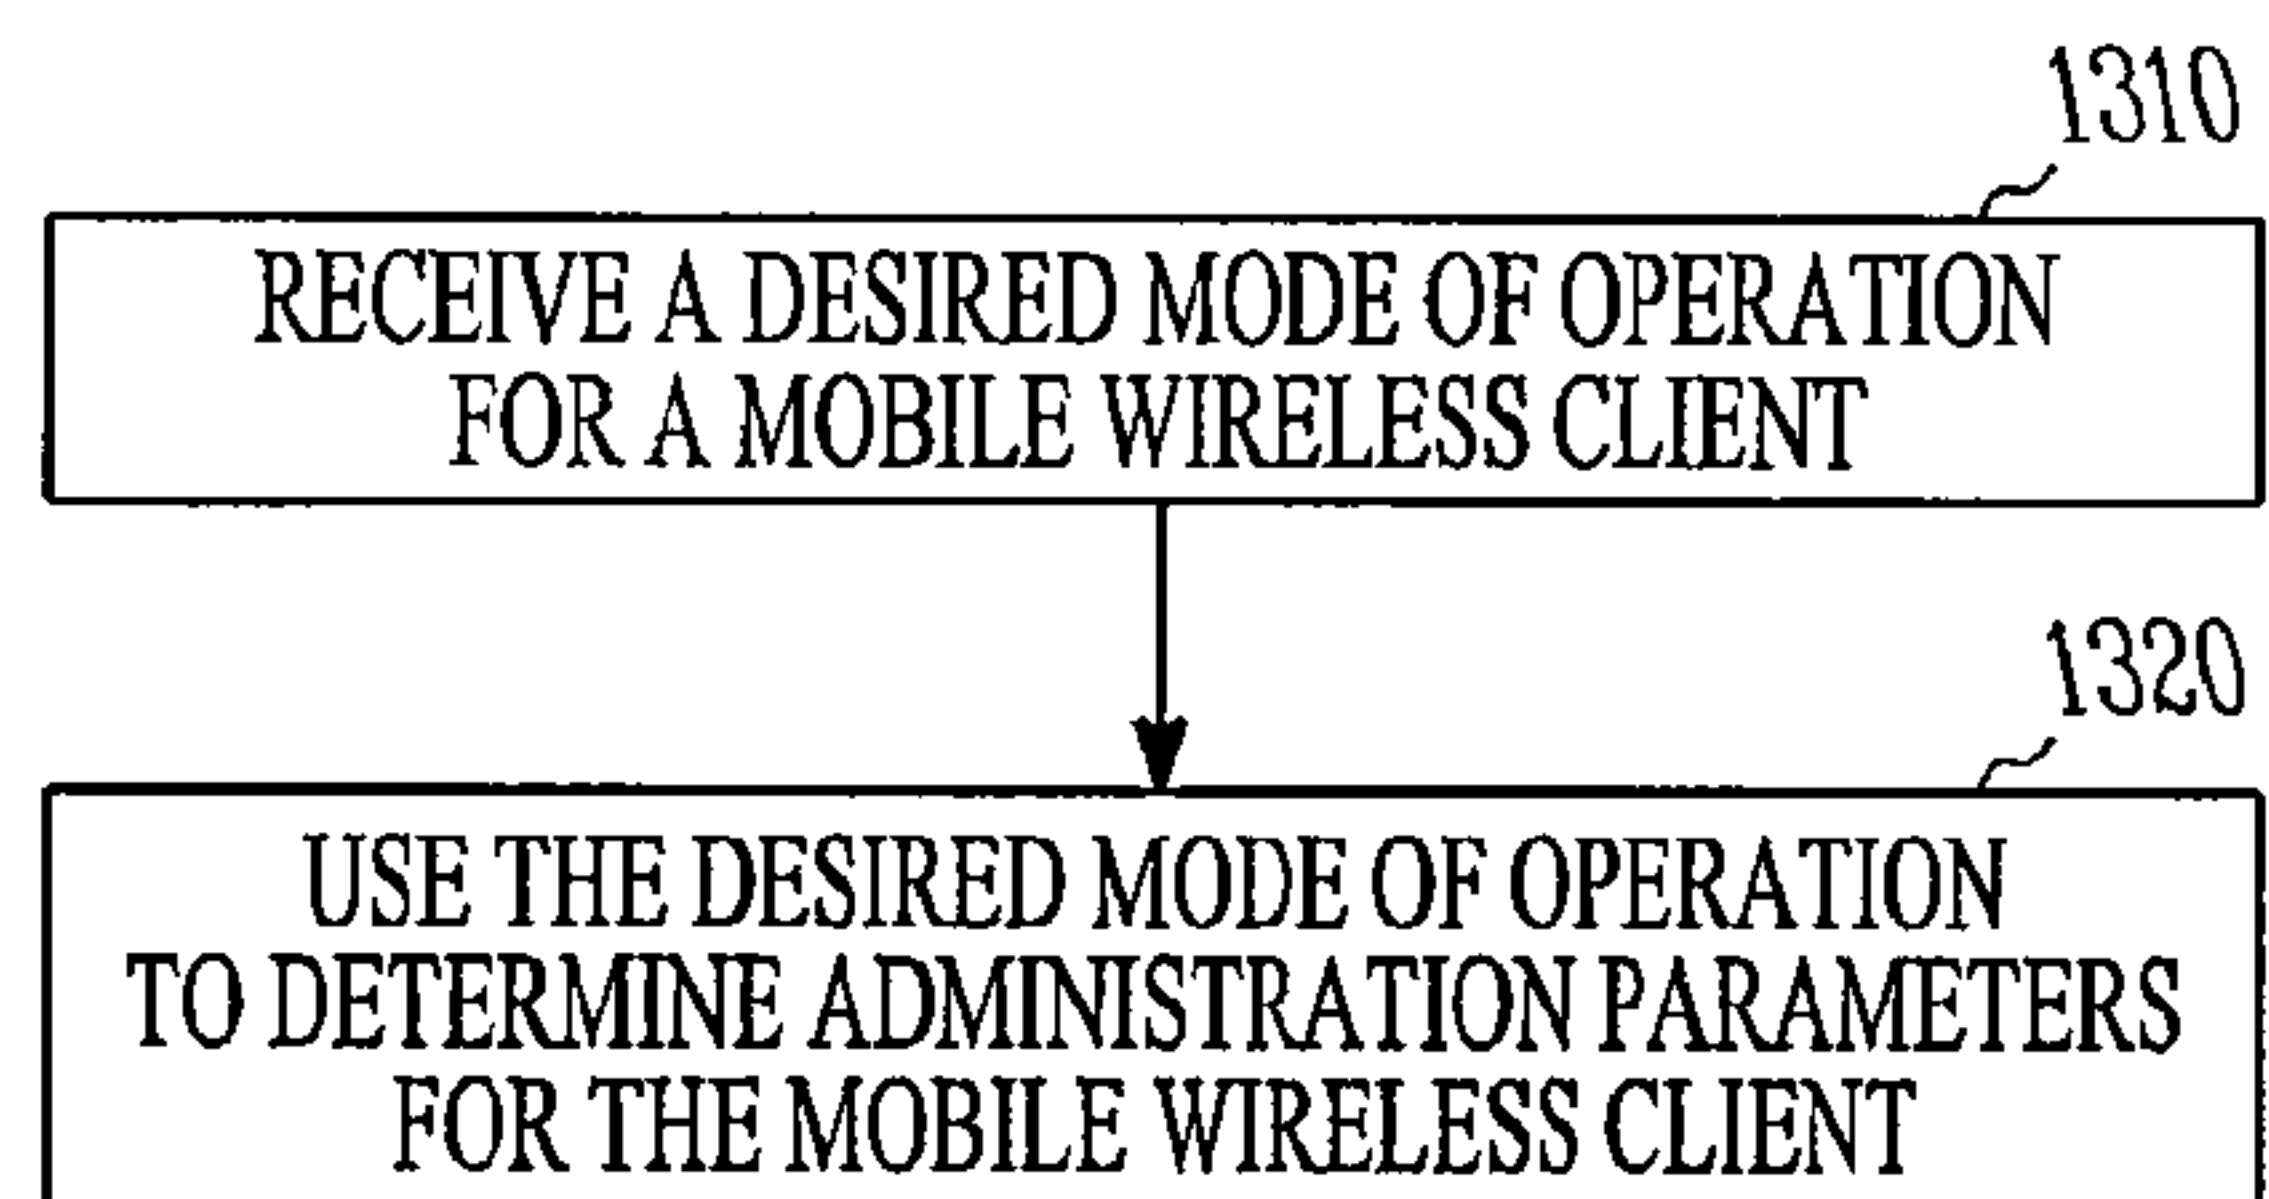 1310
RECEIVE A DESIRED MODE OF OPERATION
FOR A MOBILE WIRELESS CLIENT
1320
USE THE DESIRED MODE OF OPERATION
TO DETERMINE ADMINISTRATION PARAMETERS
FOR THE MOBILE WIRELESS CLIENT